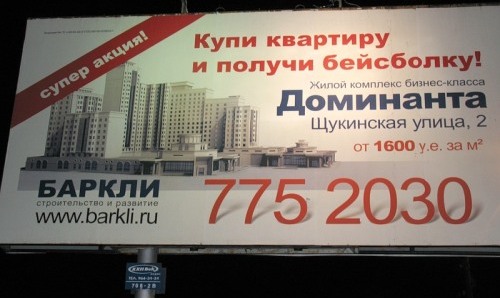 супер акция!
Купи квартиру
и получи бейсболку!
Жилой комплекс бизнес-класса
Доминанта
Щукинская улица, 2
от 1600 у.е. за м²
БАРКЛИ
строительство и развитие
www.barkli.ru
775 2030